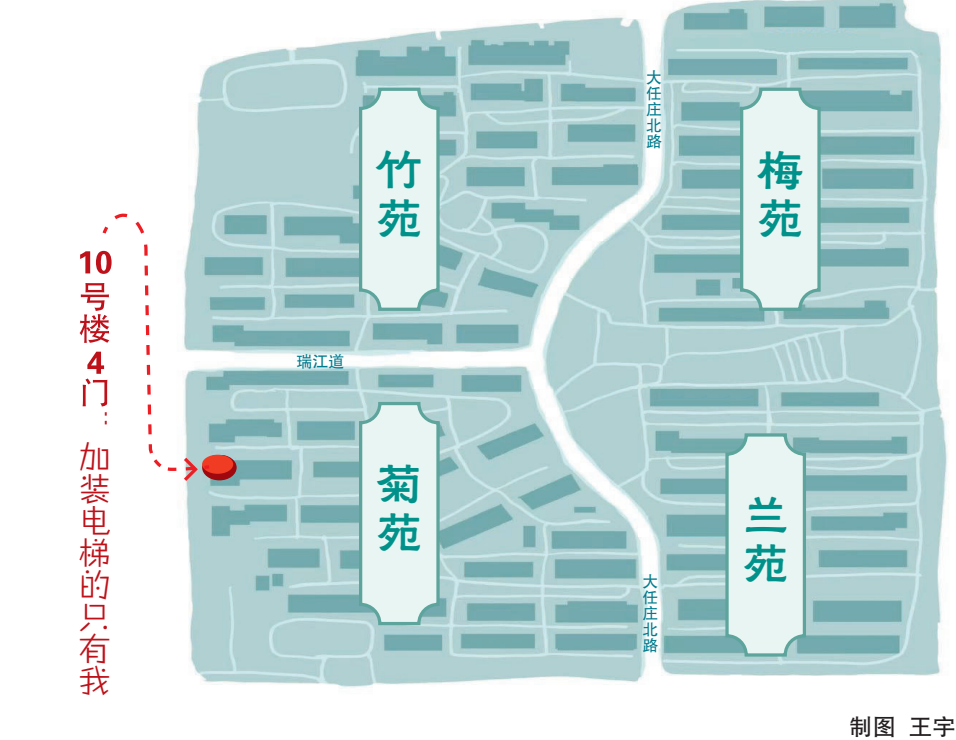 10号楼4门：加装电梯的只有我
竹苑
大任庄北路
梅苑
瑞江道
菊苑
兰苑
大任庄北路
制图 王宇